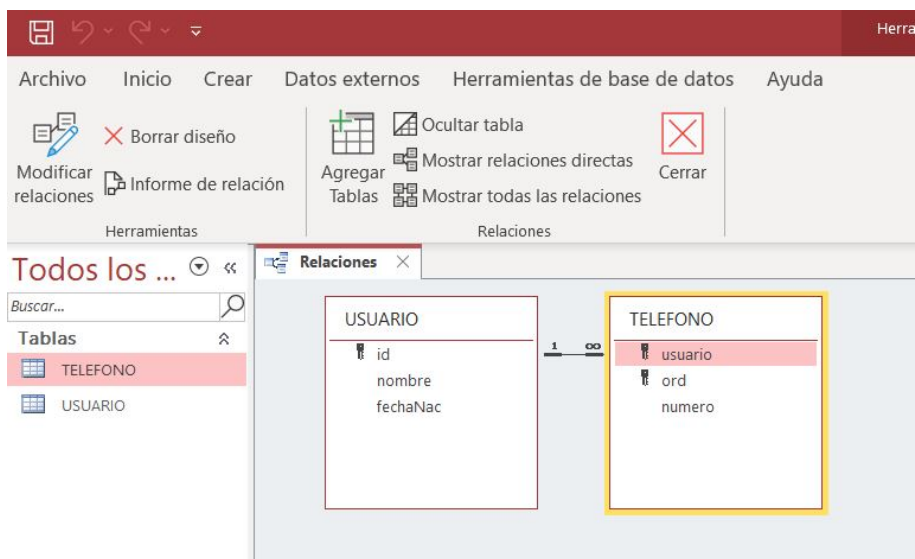 Herra
Archivo Inicio Crear Datos externos Herramientas de base de datos Ayuda
Modificar relaciones
Borrar diseño
Informe de relación
Herramientas
Agregar Tablas
Ocultar tabla
Mostrar relaciones directas
Mostrar todas las relaciones
Cerrar
Relaciones
Todos los ...
Buscar...
Tablas
TELEFONO
USUARIO
Relaciones
USUARIO
id
nombre
fechaNac
1 ∞
TELEFONO
usuario
ord
numero